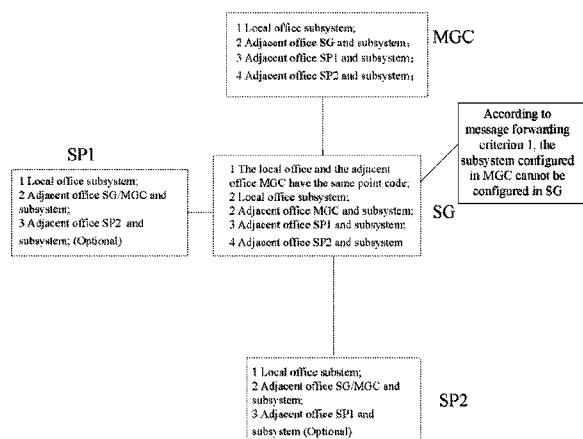 MGC
1 Local office subsystem;
2 Adjacent office SG and subsystem;
3 Adjacent office SP1 and subsystem;
4 Adjacent office SP2 and subsystem;
According to
message forwarding
criterion 1, the
subsystem configured
in MGC cannot be
configured in SG
SP1
1 Local office subsystem;
2 Adjacent office SG/MGC and
subsystem;
3 Adjacent office SP2 and
subsystem; (Optional)
1 The local office and the adjacent
office MGC have the same point code;
2 Local office subsystem;
2 Adjacent office MGC and subsystem;
3 Adjacent office SP1 and subsystem;
4 Adjacent office SP2 and subsystem
SG
1 Local office substem;
2 Adjacent office SG/MGC and
subsystem;
3 Adjacent office SP1 and
subsystem (Optional)
SP2